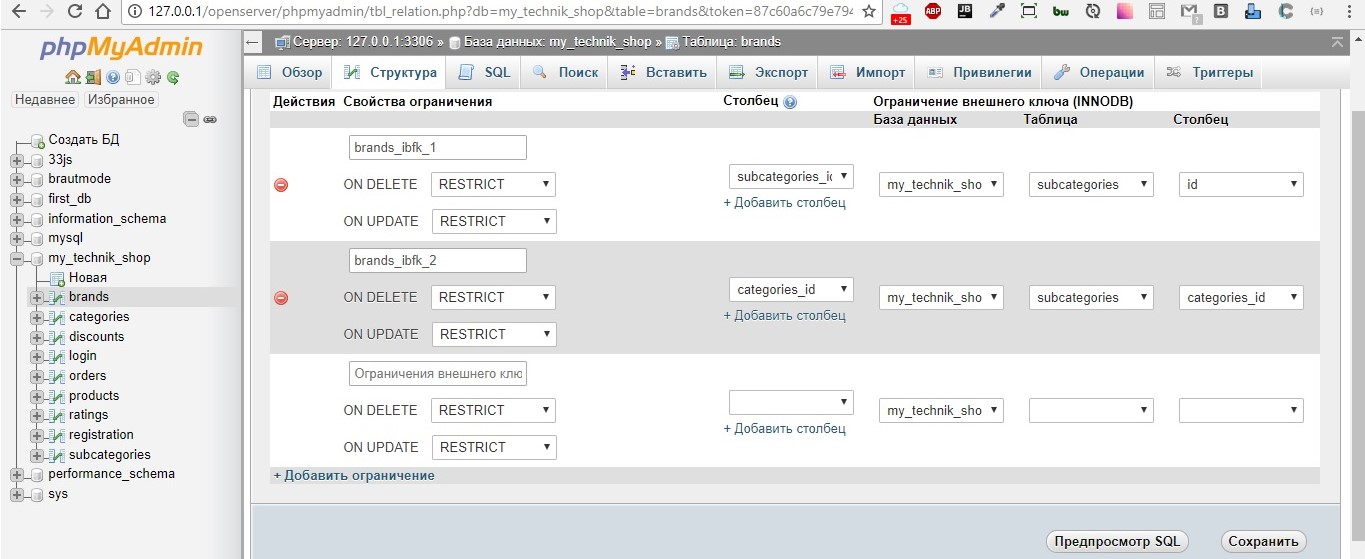 127.0.0.1/openserver/phpmyadmin/tbl_relation.php?db=my_technik_shop&table=brands&token=87c60a6c79e794
+25 ABP JB bw
phpMyAdmin
Недавнее Избранное
Создать БД
33js
brautmode
first_db
information_schema
mysql
my_technik_shop
Новая
brands
categories
discounts
login
orders
products
ratings
registration
subcategories
performance_schema
sys
Сервер: 127.0.0.1:3306 » База данных: my_technik_shop » Таблица: brands
Обзор Структура SQL Поиск Вставить Экспорт Импорт Привилегии Операции Триггеры
Действия Свойства ограничения Столбец Ограничение внешнего ключа (INNODB)
База данных Таблица Столбец
brands_ibfk_1
ON DELETE RESTRICT subcategories_id my_technik_sho subcategories id
+ Добавить столбец
ON UPDATE RESTRICT
brands_ibfk_2
ON DELETE RESTRICT categories_id my_technik_sho subcategories categories_id
+ Добавить столбец
ON UPDATE RESTRICT
Ограничения внешнего клю
ON DELETE RESTRICT my_technik_sho
+ Добавить столбец
ON UPDATE RESTRICT
+ Добавить ограничение
Предпросмотр SQL Сохранить